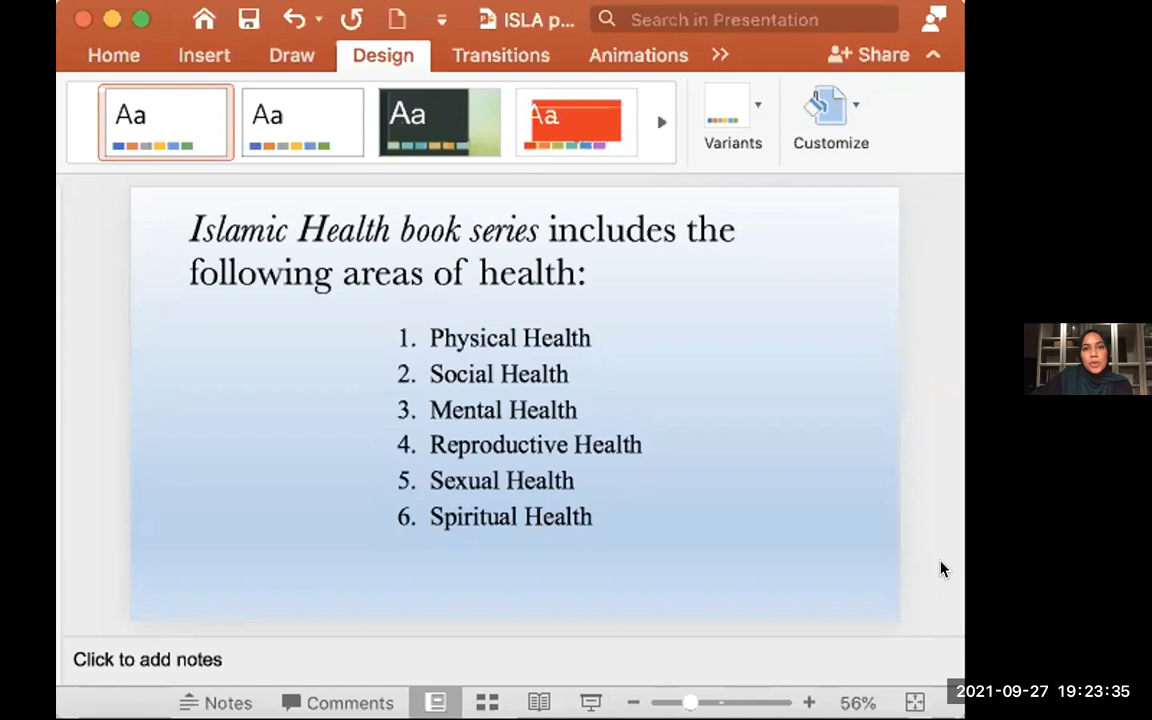 ISLA p...
Search in Presentation
Home Insert Draw Design Transitions Animations >> Share
Aa Aa Aa Aa
Variants Customize
Islamic Health book series includes the
following areas of health:
1. Physical Health
2. Social Health
3. Mental Health
4. Reproductive Health
5. Sexual Health
6. Spiritual Health
Click to add notes
Notes Comments 56%
2021-09-27 19:23:35